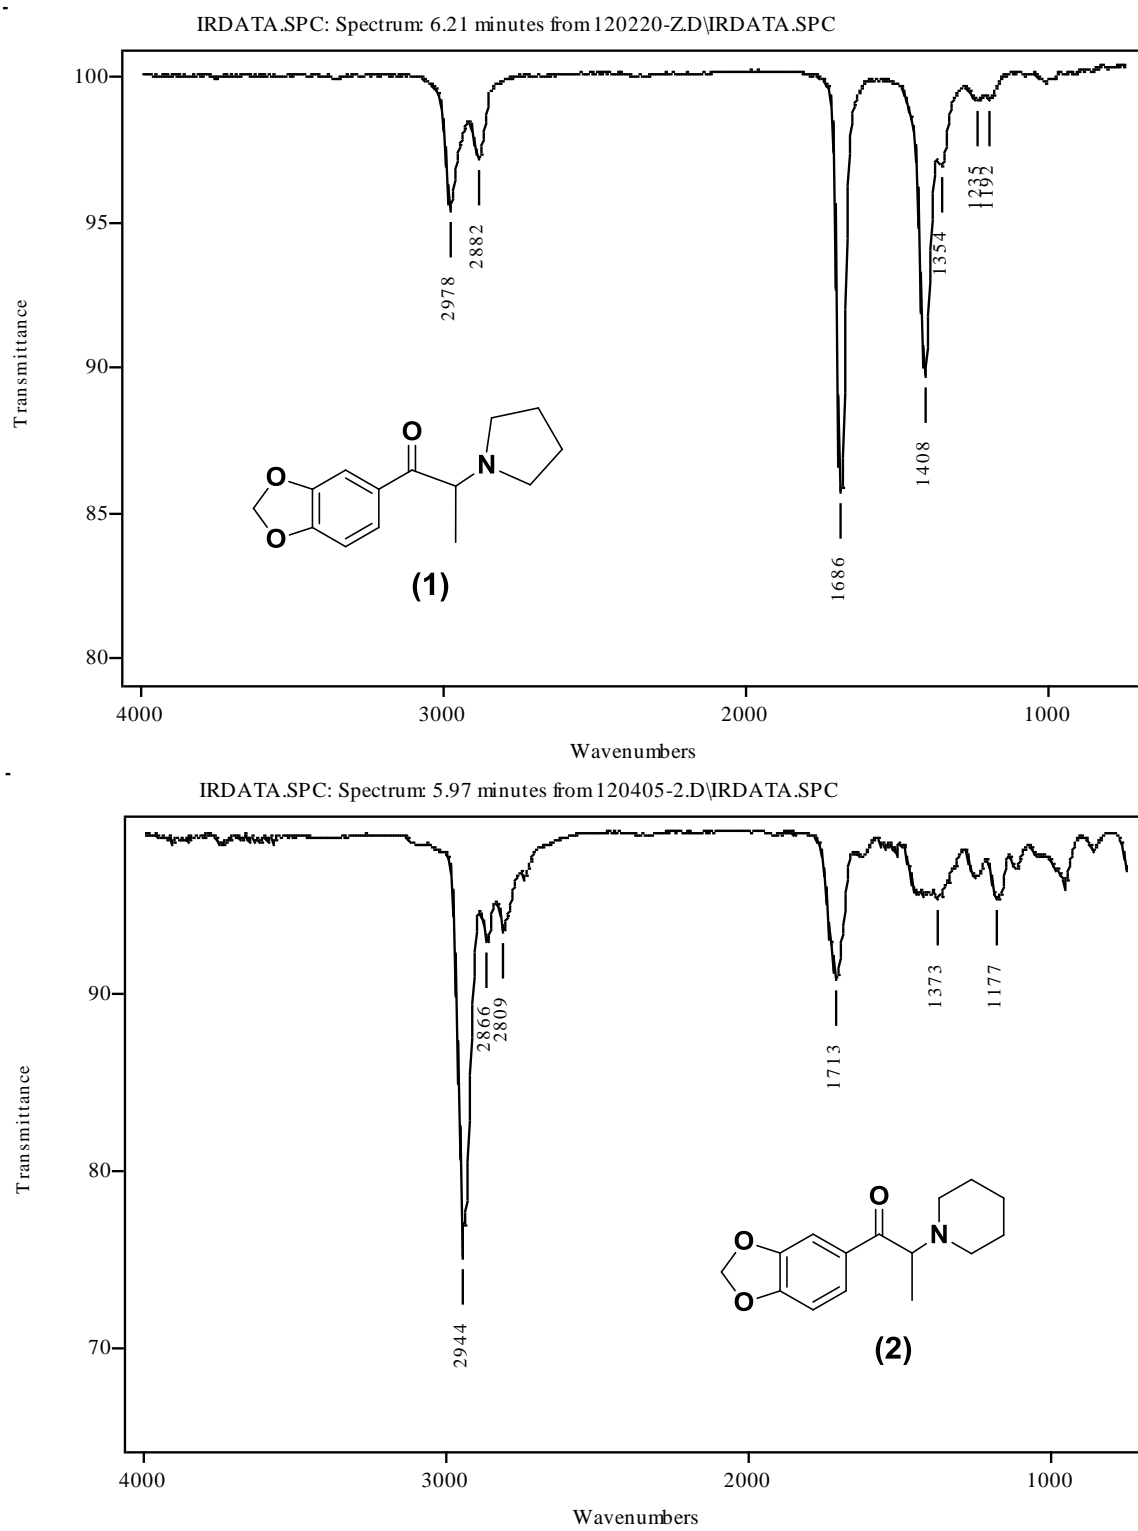 IRDATA.SPC: Spectrum: 6.21 minutes from 120220-Z.D\IRDATA.SPC
100
95
90
85
80
Transmittance
2978
2882
1686
1408
1354
1235
1192
O
N
O
O
(1)
4000 3000 2000 1000
Wavenumbers
IRDATA.SPC: Spectrum: 5.97 minutes from 120405-2.D\IRDATA.SPC
90
80
70
Transmittance
2944
2866
2809
1713
1373
1177
O
N
O
O
(2)
4000 3000 2000 1000
Wavenumbers